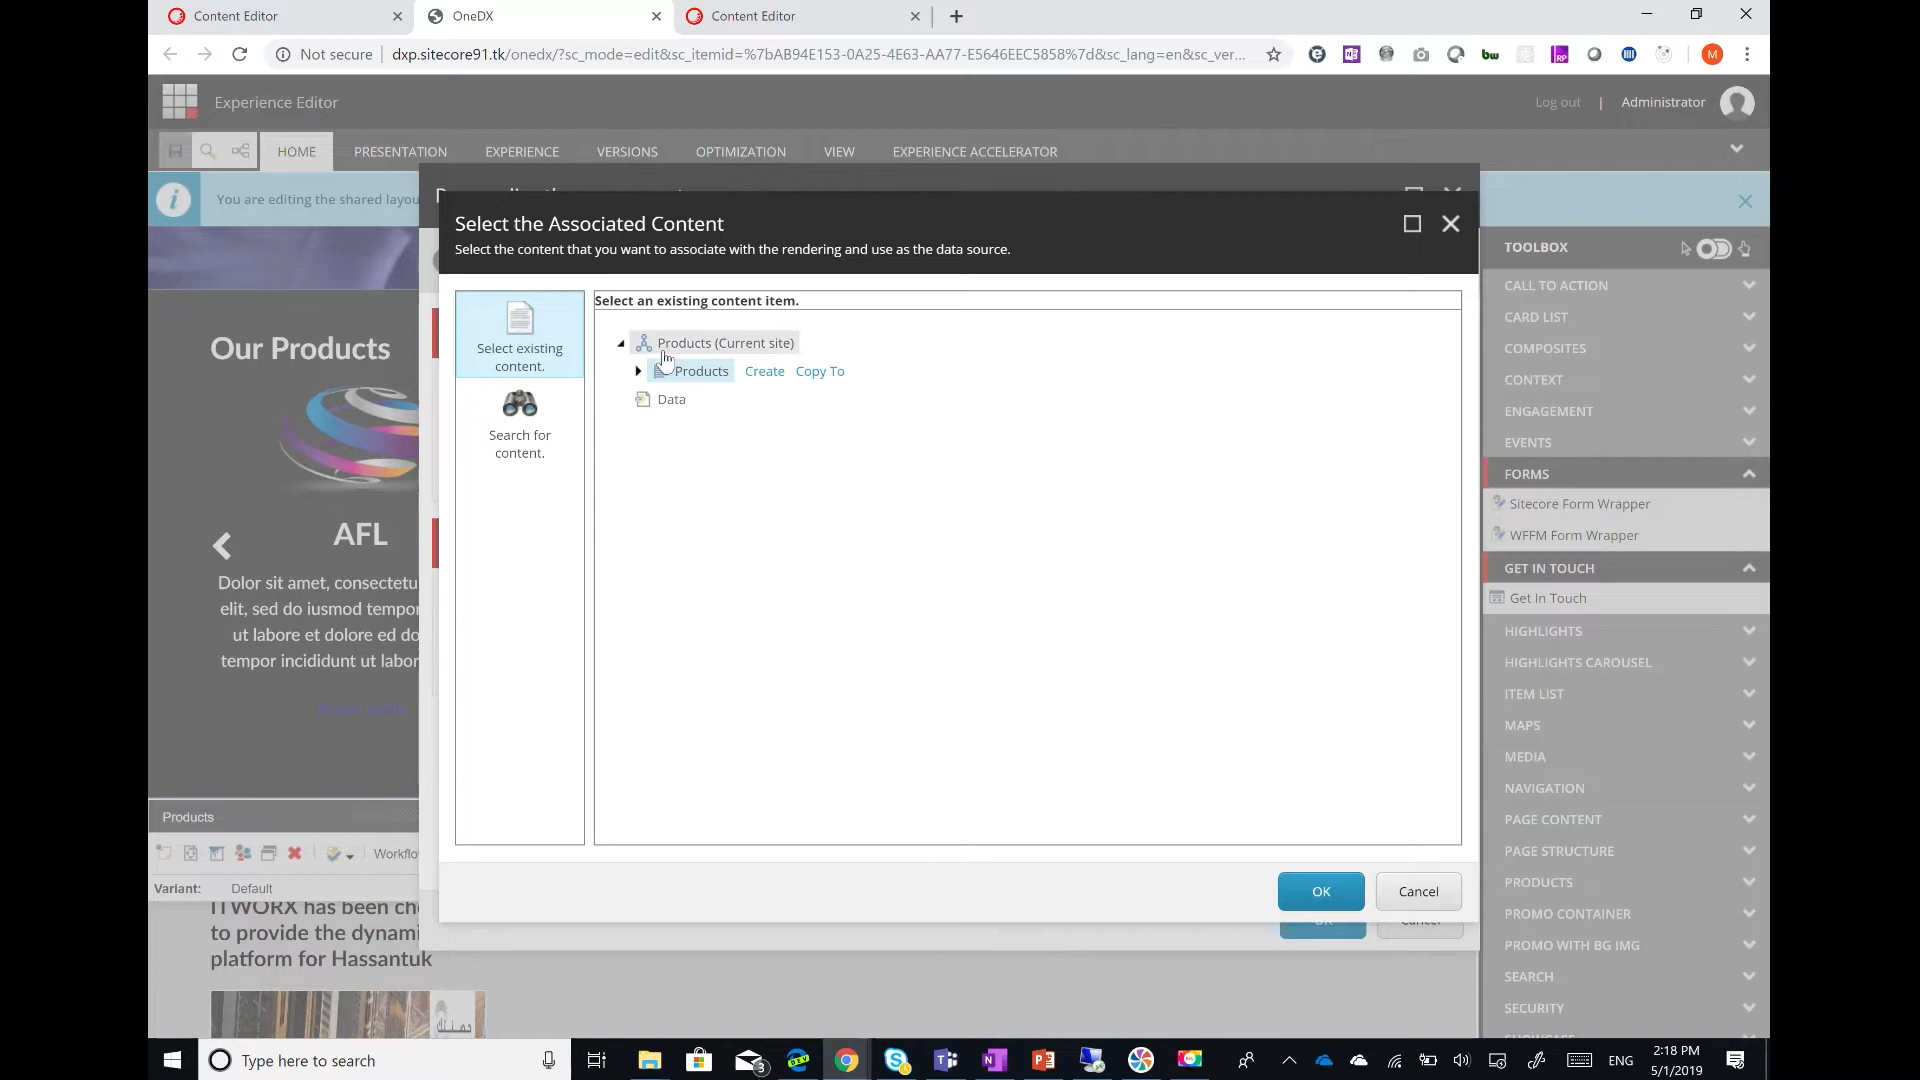 Content Editor
OneDX
Content Editor
Not secure
dxp.sitecore91.tk/onedx/?sc_mode=edit&sc_itemid=%7bAB94E153-0A25-4E63-AA77-E5646EEC5858%7d&sc_lang=en&sc_ver...
Experience Editor
Log out | Administrator
HOME PRESENTATION EXPERIENCE VERSIONS OPTIMIZATION VIEW EXPERIENCE ACCELERATOR
You are editing the shared layou
Select the Associated Content
Select the content that you want to associate with the rendering and use as the data source.
Select existing
content.
Search for
content.
Select an existing content item.
Products (Current site)
Products Create Copy To
Data
OK Cancel
Our Products
AFL
Dolor sit amet, consectetu
elit, sed do iusmod tempor
ut labore et dolore ed do
tempor incididunt ut labor
Products
Workflo
Variant: Default
ITWORX has been ch
to provide the dynami
platform for Hassantuk
TOOLBOX
CALL TO ACTION
CARD LIST
COMPOSITES
CONTEXT
ENGAGEMENT
EVENTS
FORMS
Sitecore Form Wrapper
WFFM Form Wrapper
GET IN TOUCH
Get In Touch
HIGHLIGHTS
HIGHLIGHTS CAROUSEL
ITEM LIST
MAPS
MEDIA
NAVIGATION
PAGE CONTENT
PAGE STRUCTURE
PRODUCTS
PROMO CONTAINER
PROMO WITH BG IMG
SEARCH
SECURITY
Type here to search
3
ENG
2:18 PM
5/1/2019